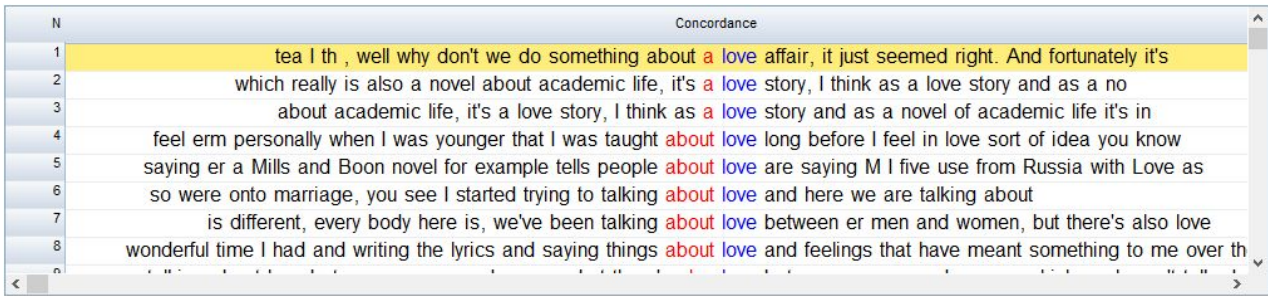 N Concordance
1 tea I th , well why don't we do something about a love affair, it just seemed right. And fortunately it's
2 which really is also a novel about academic life, it's a love story, I think as a love story and as a no
3 about academic life, it's a love story, I think as a love story and as a novel of academic life it's in
4 feel erm personally when I was younger that I was taught about love long before I feel in love sort of idea you know
5 saying er a Mills and Boon novel for example tells people about love are saying M I five use from Russia with Love as
6 so were onto marriage, you see I started trying to talking about love and here we are talking about
7 is different, every body here is, we've been talking about love between er men and women, but there's also love
8 wonderful time I had and writing the lyrics and saying things about love and feelings that have meant something to me over th